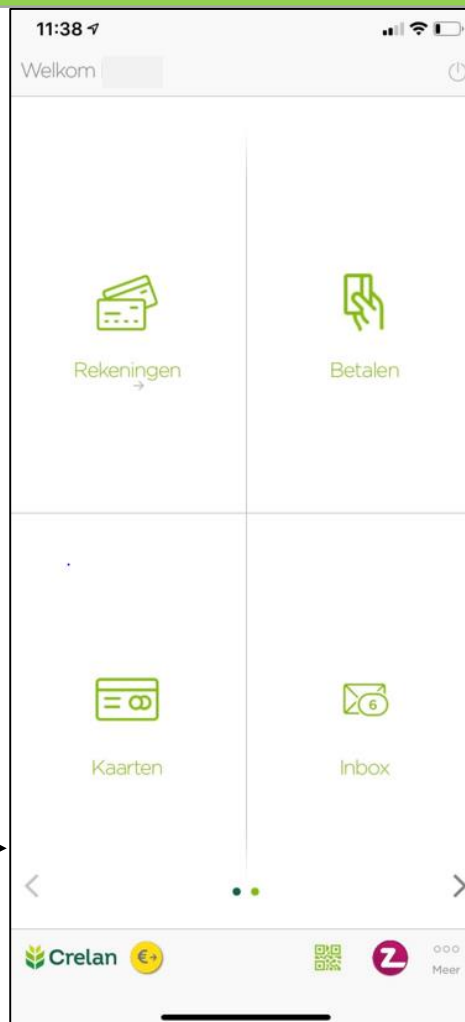 11:38
Welkom
Rekeningen
Betalen
Kaarten
6
Inbox
Crelan
€
Z
Meer